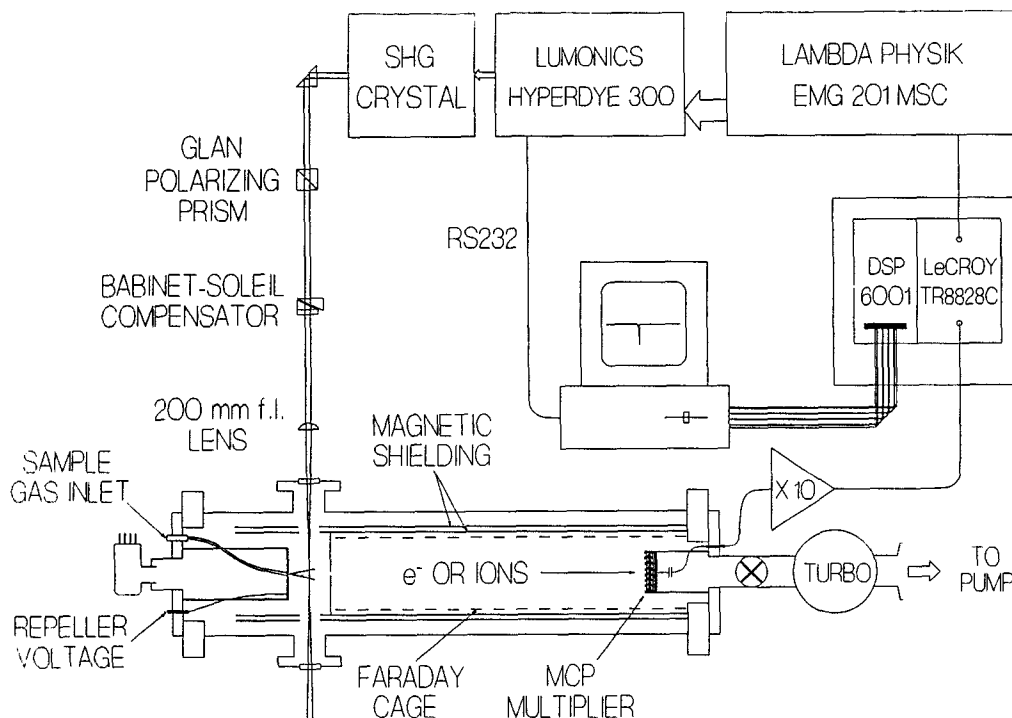 SHG
CRYSTAL
LUMONICS
HYPERDYE 300
LAMBDA PHYSIK
EMG 201 MSC
GLAN
POLARIZING
PRISM
RS232
DSP
6001
LeCROY
TR8828C
BABINET-SOLEIL
COMPENSATOR
200 mm f.l.
LENS
MAGNETIC
SHIELDING
SAMPLE
GAS INLET
X 10
e⁻ OR IONS
TURBO
TO
PUMP
REPELLER
VOLTAGE
FARADAY
CAGE
MCP
MULTIPLIER